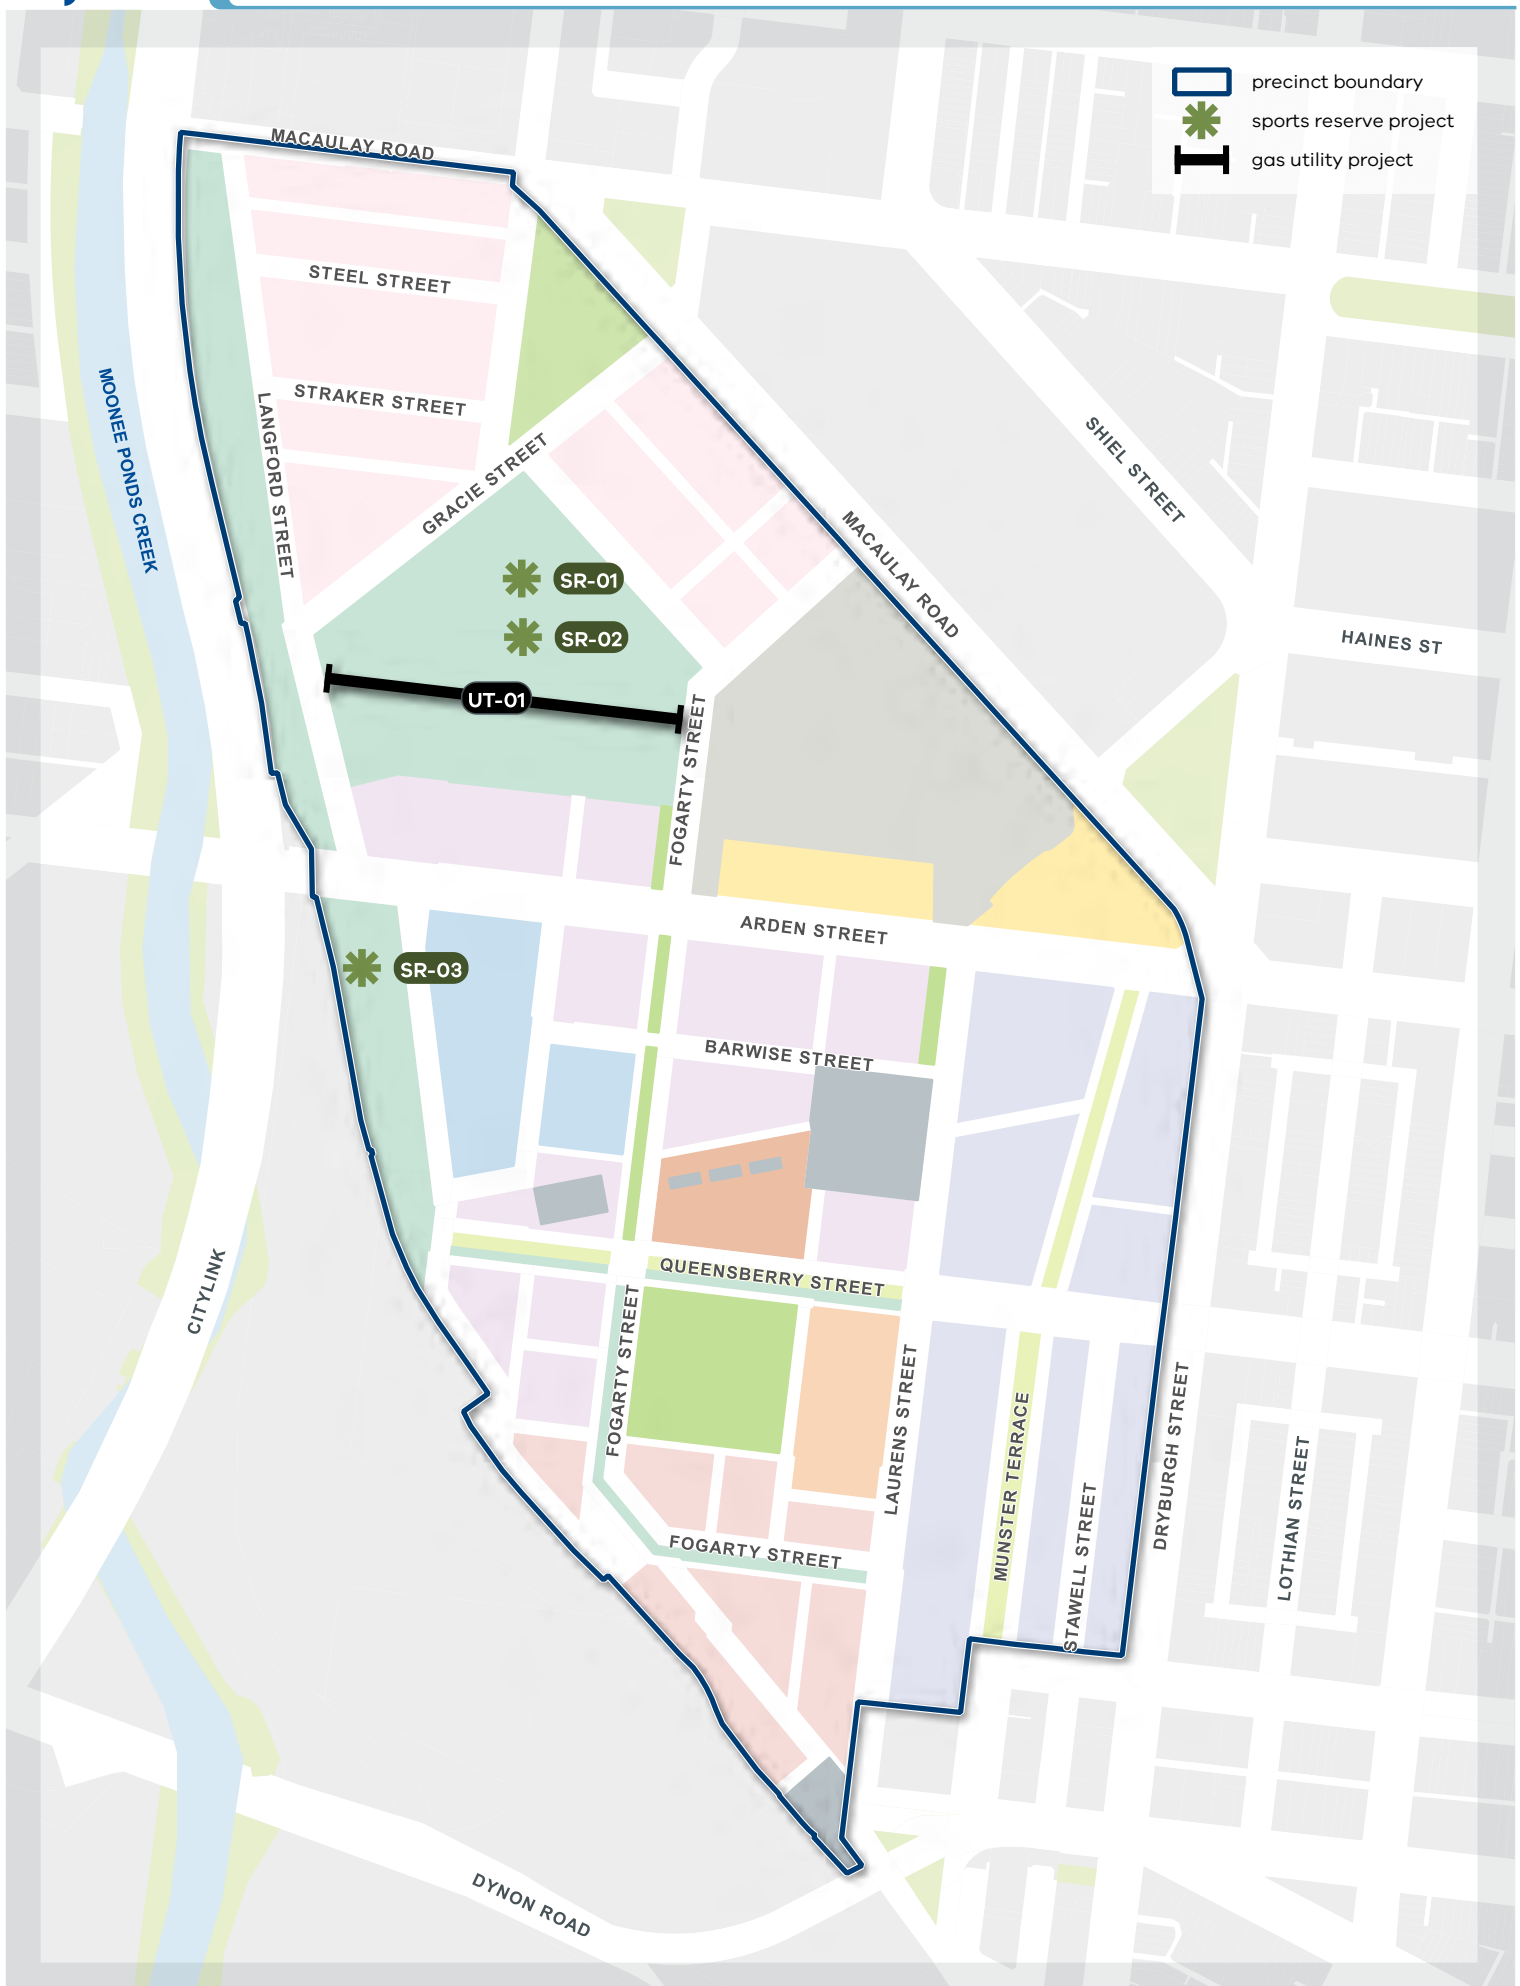 precinct boundary
sports reserve project
gas utility project
MACAULAY ROAD
STEEL STREET
STRAKER STREET
LANGFORD STREET
MOONEE PONDS CREEK
GRACIE STREET
SHIEL STREET
MACAULAY ROAD
HAINES ST
SR-01
SR-02
UT-01
FOGARTY STREET
ARDEN STREET
SR-03
BARWISE STREET
QUEENSBERRY STREET
CITYLINK
FOGARTY STREET
LAURENS STREET
MUNSTER TERRACE
STAWELL STREET
DRYBURGH STREET
LOTHIAN STREET
FOGARTY STREET
DYNON ROAD